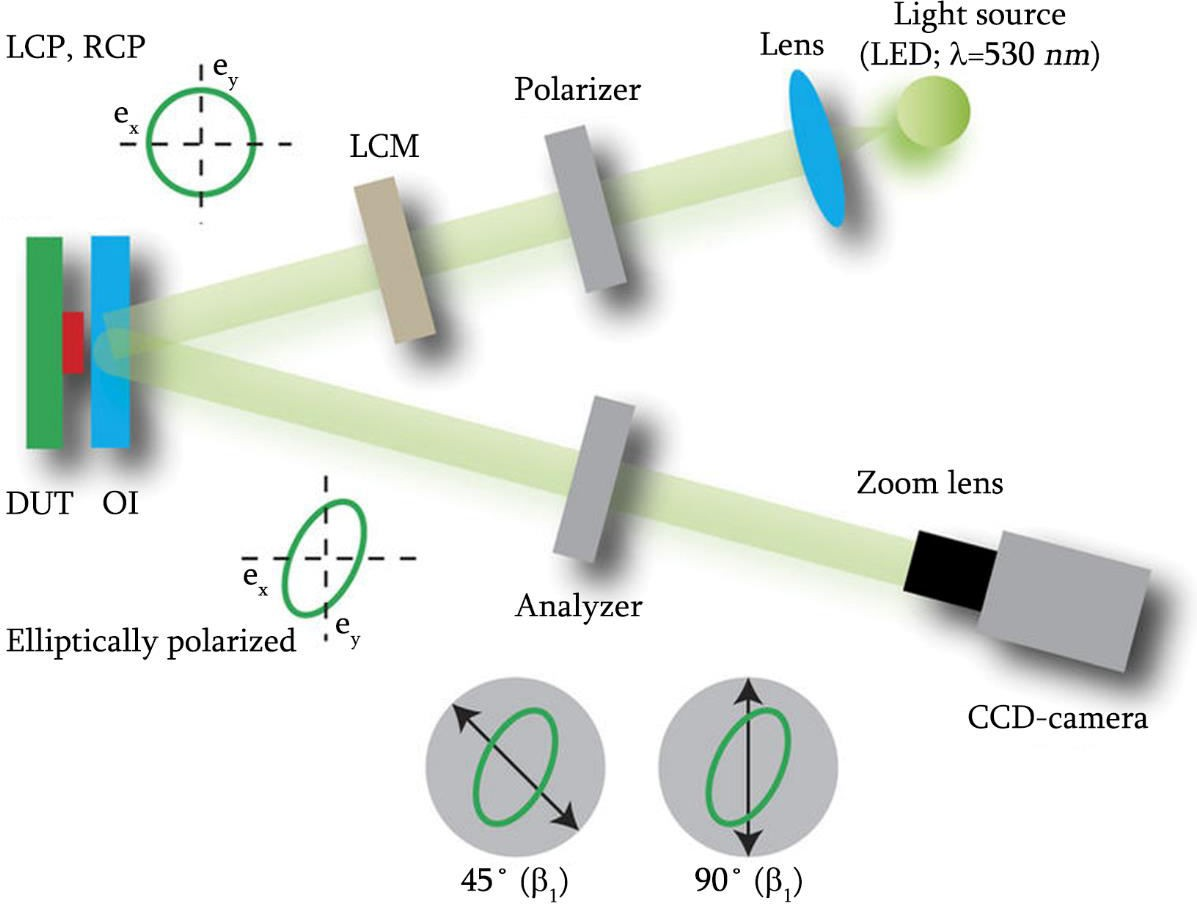 Light source
(LED; λ=530 nm)
Lens
LCP, RCP
e_y
e_x
Polarizer
LCM
DUT
OI
Zoom lens
e_x
e_y
Elliptically polarized
Analyzer
CCD-camera
45° (β₁)
90° (β₁)